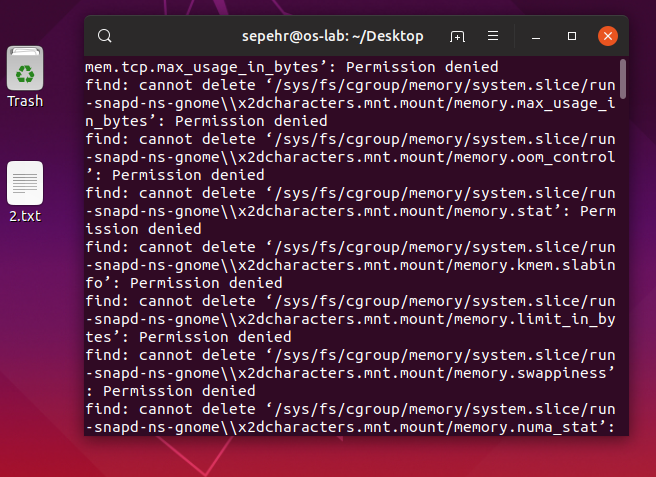 sepehr@os-lab: ~/Desktop
mem.tcp.max_usage_in_bytes’: Permission denied
find: cannot delete ‘/sys/fs/cgroup/memory/system.slice/run
-snapd-ns-gnome\\x2dcharacters.mnt.mount/memory.max_usage_i
n_bytes’: Permission denied
find: cannot delete ‘/sys/fs/cgroup/memory/system.slice/run
-snapd-ns-gnome\\x2dcharacters.mnt.mount/memory.oom_control
’: Permission denied
find: cannot delete ‘/sys/fs/cgroup/memory/system.slice/run
-snapd-ns-gnome\\x2dcharacters.mnt.mount/memory.stat’: Perm
ission denied
find: cannot delete ‘/sys/fs/cgroup/memory/system.slice/run
-snapd-ns-gnome\\x2dcharacters.mnt.mount/memory.kmem.slabin
fo’: Permission denied
find: cannot delete ‘/sys/fs/cgroup/memory/system.slice/run
-snapd-ns-gnome\\x2dcharacters.mnt.mount/memory.limit_in_by
tes’: Permission denied
find: cannot delete ‘/sys/fs/cgroup/memory/system.slice/run
-snapd-ns-gnome\\x2dcharacters.mnt.mount/memory.swappiness’
: Permission denied
find: cannot delete ‘/sys/fs/cgroup/memory/system.slice/run
-snapd-ns-gnome\\x2dcharacters.mnt.mount/memory.numa_stat’:
Trash
2.txt